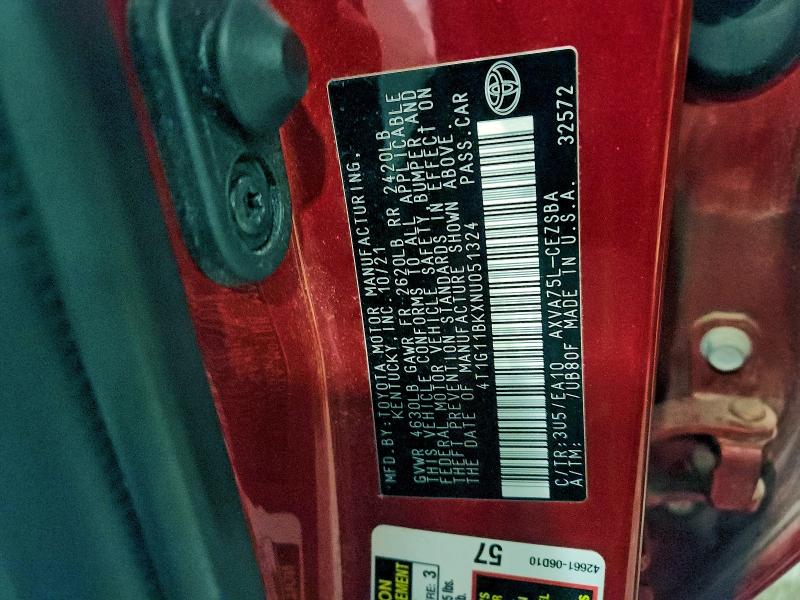 MFD. BY: TOYOTA MOTOR MANUFACTURING,
KENTUCKY, INC. 10/21
GVWR 4630LB GAWR FR 2620LB RR 2420LB
THIS VEHICLE CONFORMS TO ALL APPLICABLE
FEDERAL MOTOR VEHICLE SAFETY, BUMPER, AND
THEFT PREVENTION STANDARDS IN EFFECT ON
THE DATE OF MANUFACTURE SHOWN ABOVE.
4T1G11BKXNU051324 PASS. CAR
C/TR:3U5/EA10 AXVA75L-CEZSBA
A/TM: /UB80F MADE IN U.S.A. 32572
57
42661-06D10